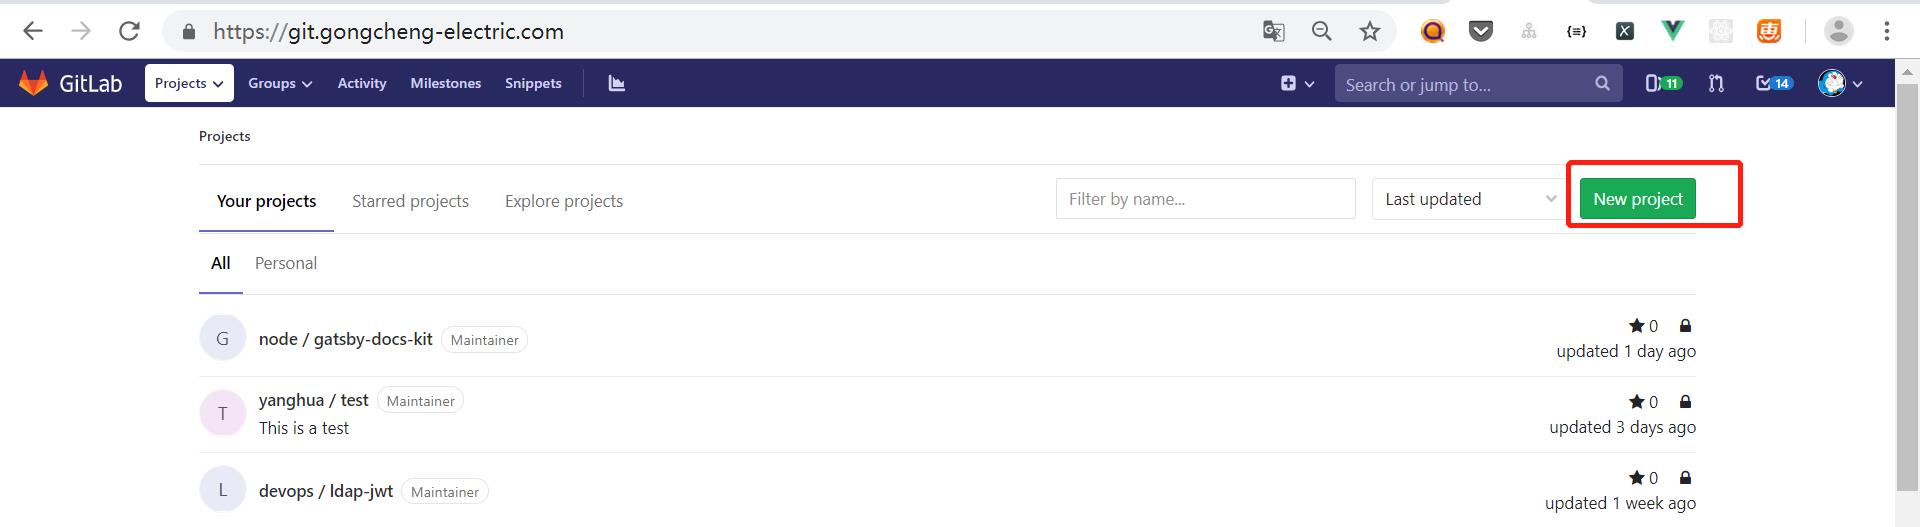 https://git.gongcheng-electric.com
GitLab Projects Groups Activity Milestones Snippets Search or jump to... 11 14
Projects
Your projects Starred projects Explore projects Filter by name... Last updated New project
All Personal
G node / gatsby-docs-kit Maintainer 0
updated 1 day ago
T yanghua / test Maintainer 0
This is a test updated 3 days ago
L devops / ldap-jwt Maintainer 0
updated 1 week ago